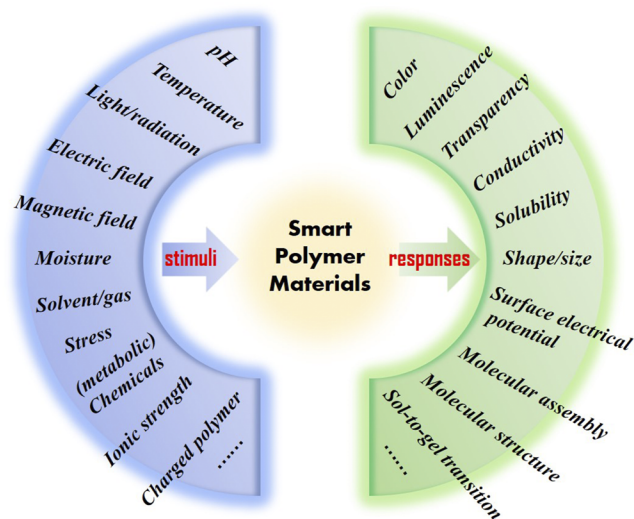 pH
Temperature
Light/radiation
Electric field
Magnetic field
Moisture
Solvent/gas
Stress
(metabolic)
Chemicals
Ionic strength
Charged polymer
......
stimuli
Smart
Polymer
Materials
responses
Color
Luminescence
Transparency
Conductivity
Solubility
Shape/size
Surface electrical
potential
Molecular assembly
Molecular structure
Sol-to-gel transition
......